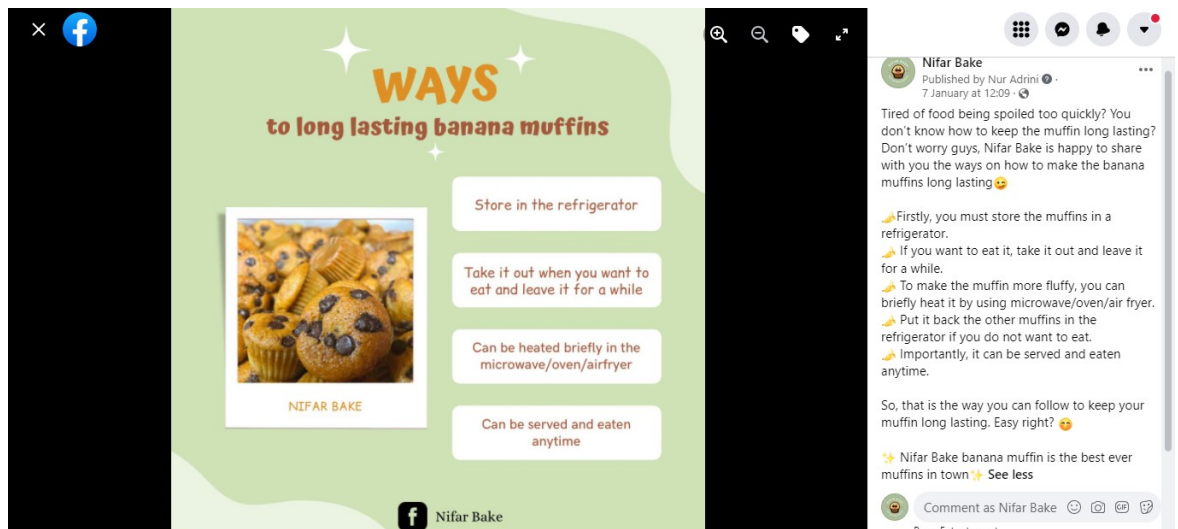 WAYS
to long lasting banana muffins
Store in the refrigerator
Take it out when you want to
eat and leave it for a while
Can be heated briefly in the
microwave/oven/airfryer
Can be served and eaten
anytime
NIFAR BAKE
Nifar Bake
Nifar Bake
Published by Nur Adrini ·
7 January at 12:09 ·
Tired of food being spoiled too quickly? You
don't know how to keep the muffin long lasting?
Don't worry guys, Nifar Bake is happy to share
with you the ways on how to make the banana
muffins long lasting😉
🍌Firstly, you must store the muffins in a
refrigerator.
🍌 If you want to eat it, take it out and leave it
for a while.
🍌 To make the muffin more fluffy, you can
briefly heat it by using microwave/oven/air fryer.
🍌 Put it back the other muffins in the
refrigerator if you do not want to eat.
🍌 Importantly, it can be served and eaten
anytime.
So, that is the way you can follow to keep your
muffin long lasting. Easy right? 😋
✨ Nifar Bake banana muffin is the best ever
muffins in town✨ See less
Comment as Nifar Bake
GIF